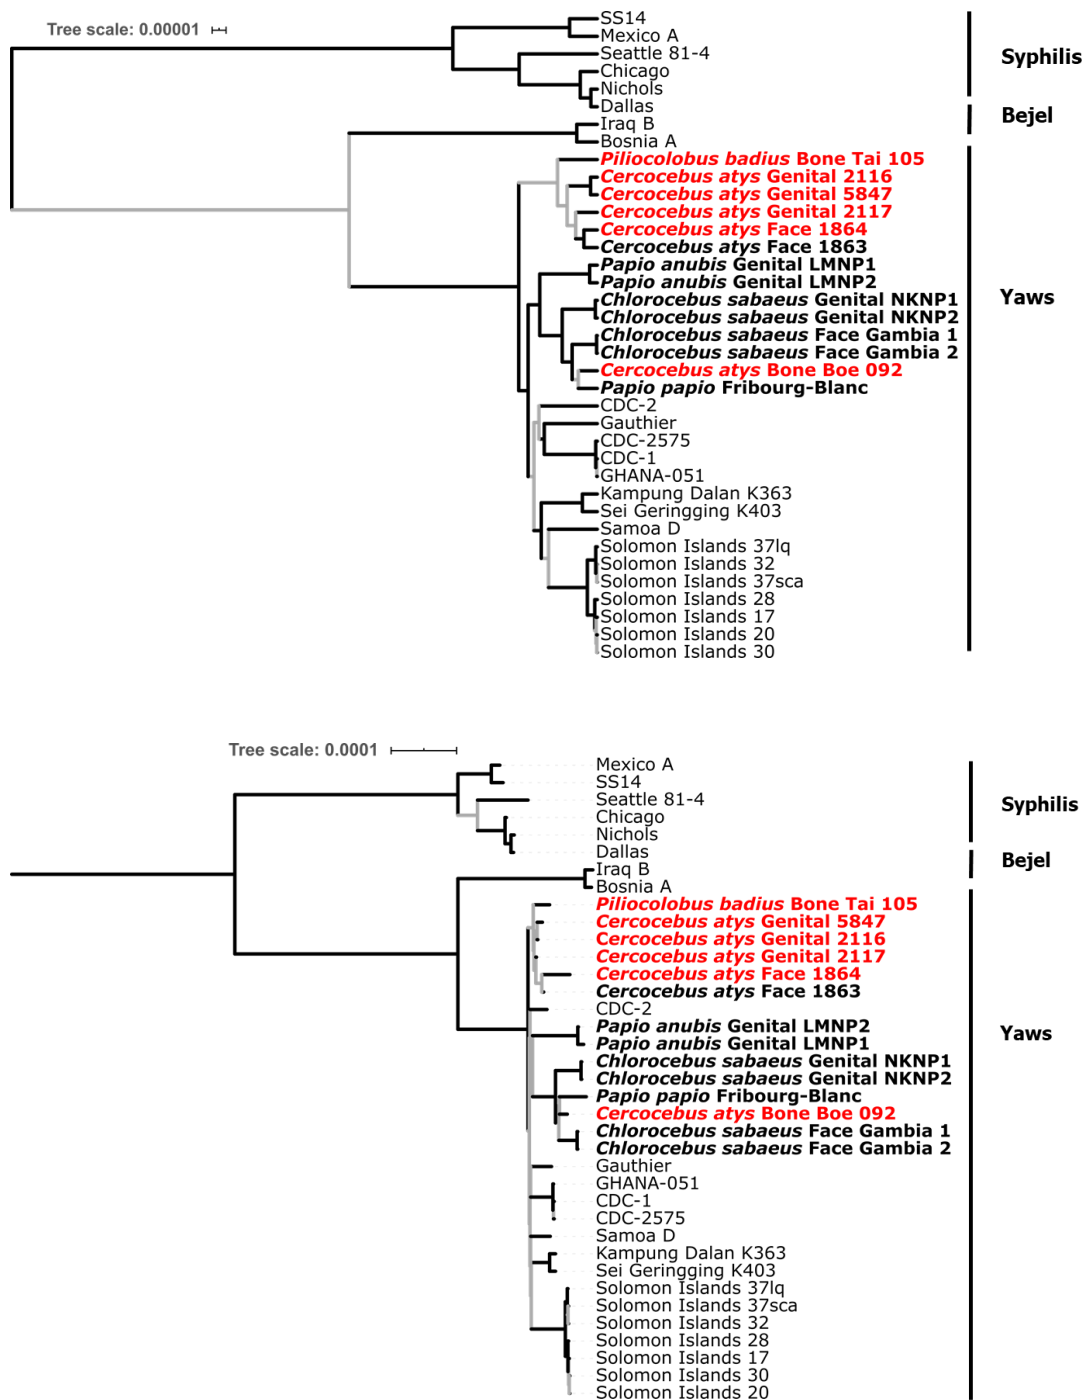 Tree scale: 0.00001
SS14
Mexico A
Seattle 81-4
Chicago
Nichols
Dallas
Syphilis
Iraq B
Bosnia A
Bejel
Piliocolobus badius Bone Tai 105
Cercocebus atys Genital 2116
Cercocebus atys Genital 5847
Cercocebus atys Genital 2117
Cercocebus atys Face 1864
Cercocebus atys Face 1863
Papio anubis Genital LMNP1
Papio anubis Genital LMNP2
Chlorocebus sabaeus Genital NKNP1
Chlorocebus sabaeus Genital NKNP2
Chlorocebus sabaeus Face Gambia 1
Chlorocebus sabaeus Face Gambia 2
Cercocebus atys Bone Boe 092
Papio papio Fribourg-Blanc
CDC-2
Gauthier
CDC-2575
CDC-1
GHANA-051
Kampung Dalan K363
Sei Geringging K403
Samoa D
Solomon Islands 37lq
Solomon Islands 32
Solomon Islands 37sca
Solomon Islands 28
Solomon Islands 17
Solomon Islands 20
Solomon Islands 30
Yaws
Tree scale: 0.0001
Mexico A
SS14
Seattle 81-4
Chicago
Nichols
Dallas
Syphilis
Iraq B
Bosnia A
Bejel
Piliocolobus badius Bone Tai 105
Cercocebus atys Genital 5847
Cercocebus atys Genital 2116
Cercocebus atys Genital 2117
Cercocebus atys Face 1864
Cercocebus atys Face 1863
CDC-2
Papio anubis Genital LMNP2
Papio anubis Genital LMNP1
Chlorocebus sabaeus Genital NKNP1
Chlorocebus sabaeus Genital NKNP2
Papio papio Fribourg-Blanc
Cercocebus atys Bone Boe 092
Chlorocebus sabaeus Face Gambia 1
Chlorocebus sabaeus Face Gambia 2
Gauthier
GHANA-051
CDC-1
CDC-2575
Samoa D
Kampung Dalan K363
Sei Geringging K403
Solomon Islands 37lq
Solomon Islands 37sca
Solomon Islands 32
Solomon Islands 28
Solomon Islands 17
Solomon Islands 30
Solomon Islands 20
Yaws